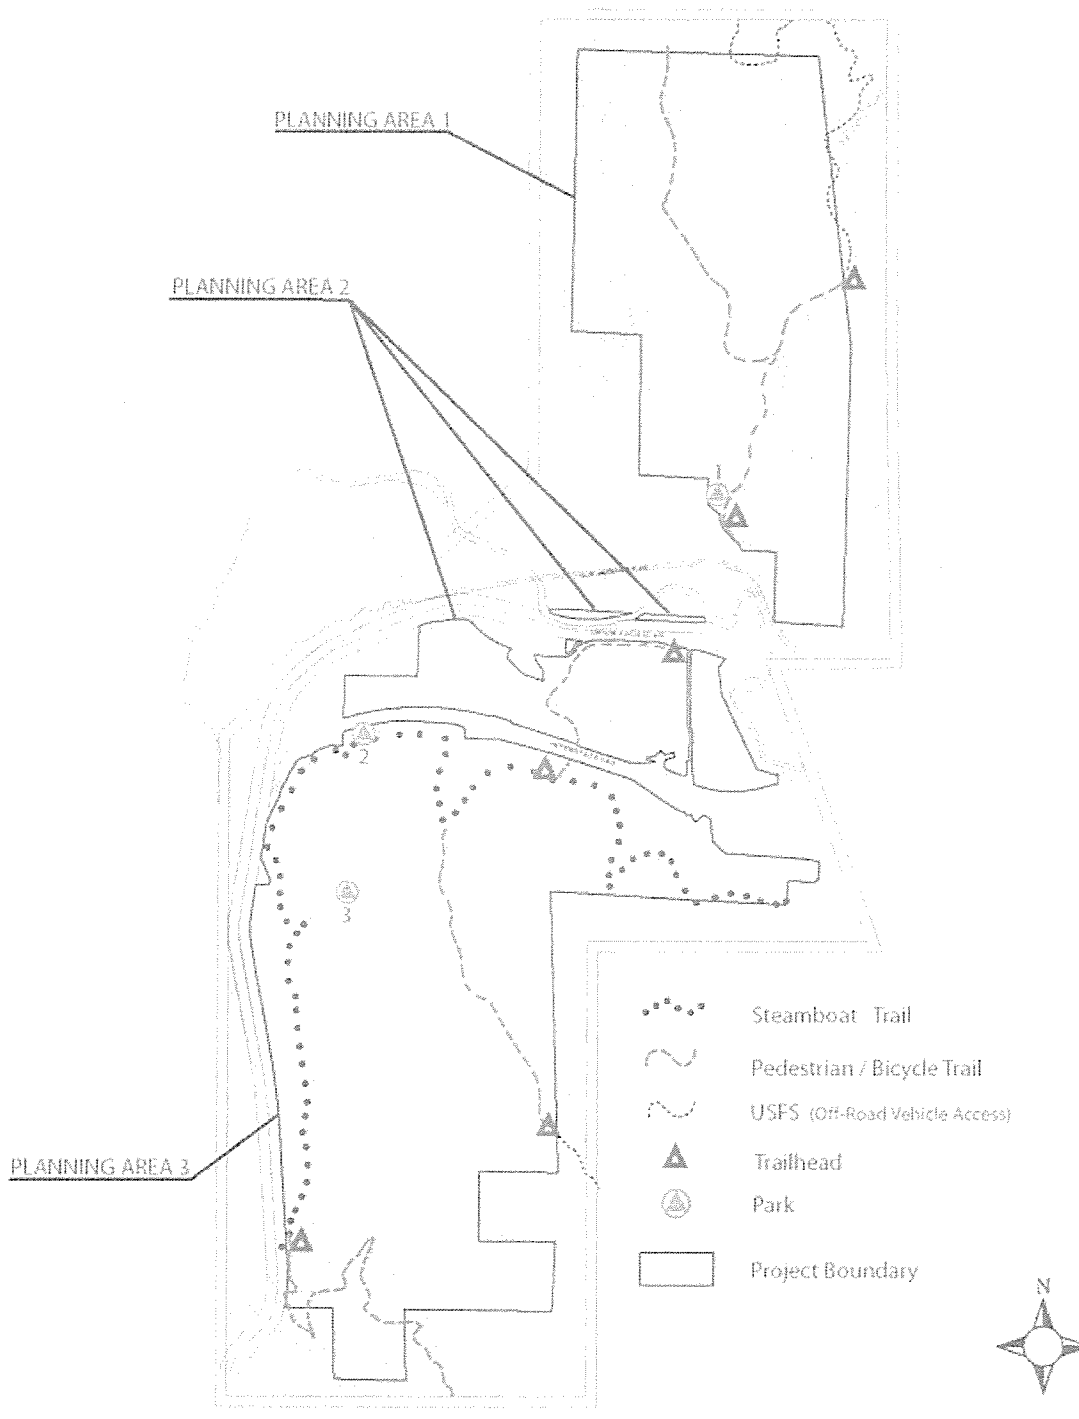 PLANNING AREA 1
PLANNING AREA 2
1
2
3
Steamboat Trail
Pedestrian / Bicycle Trail
USFS (Off-Road Vehicle Access)
PLANNING AREA 3
Trailhead
Park
Project Boundary
N